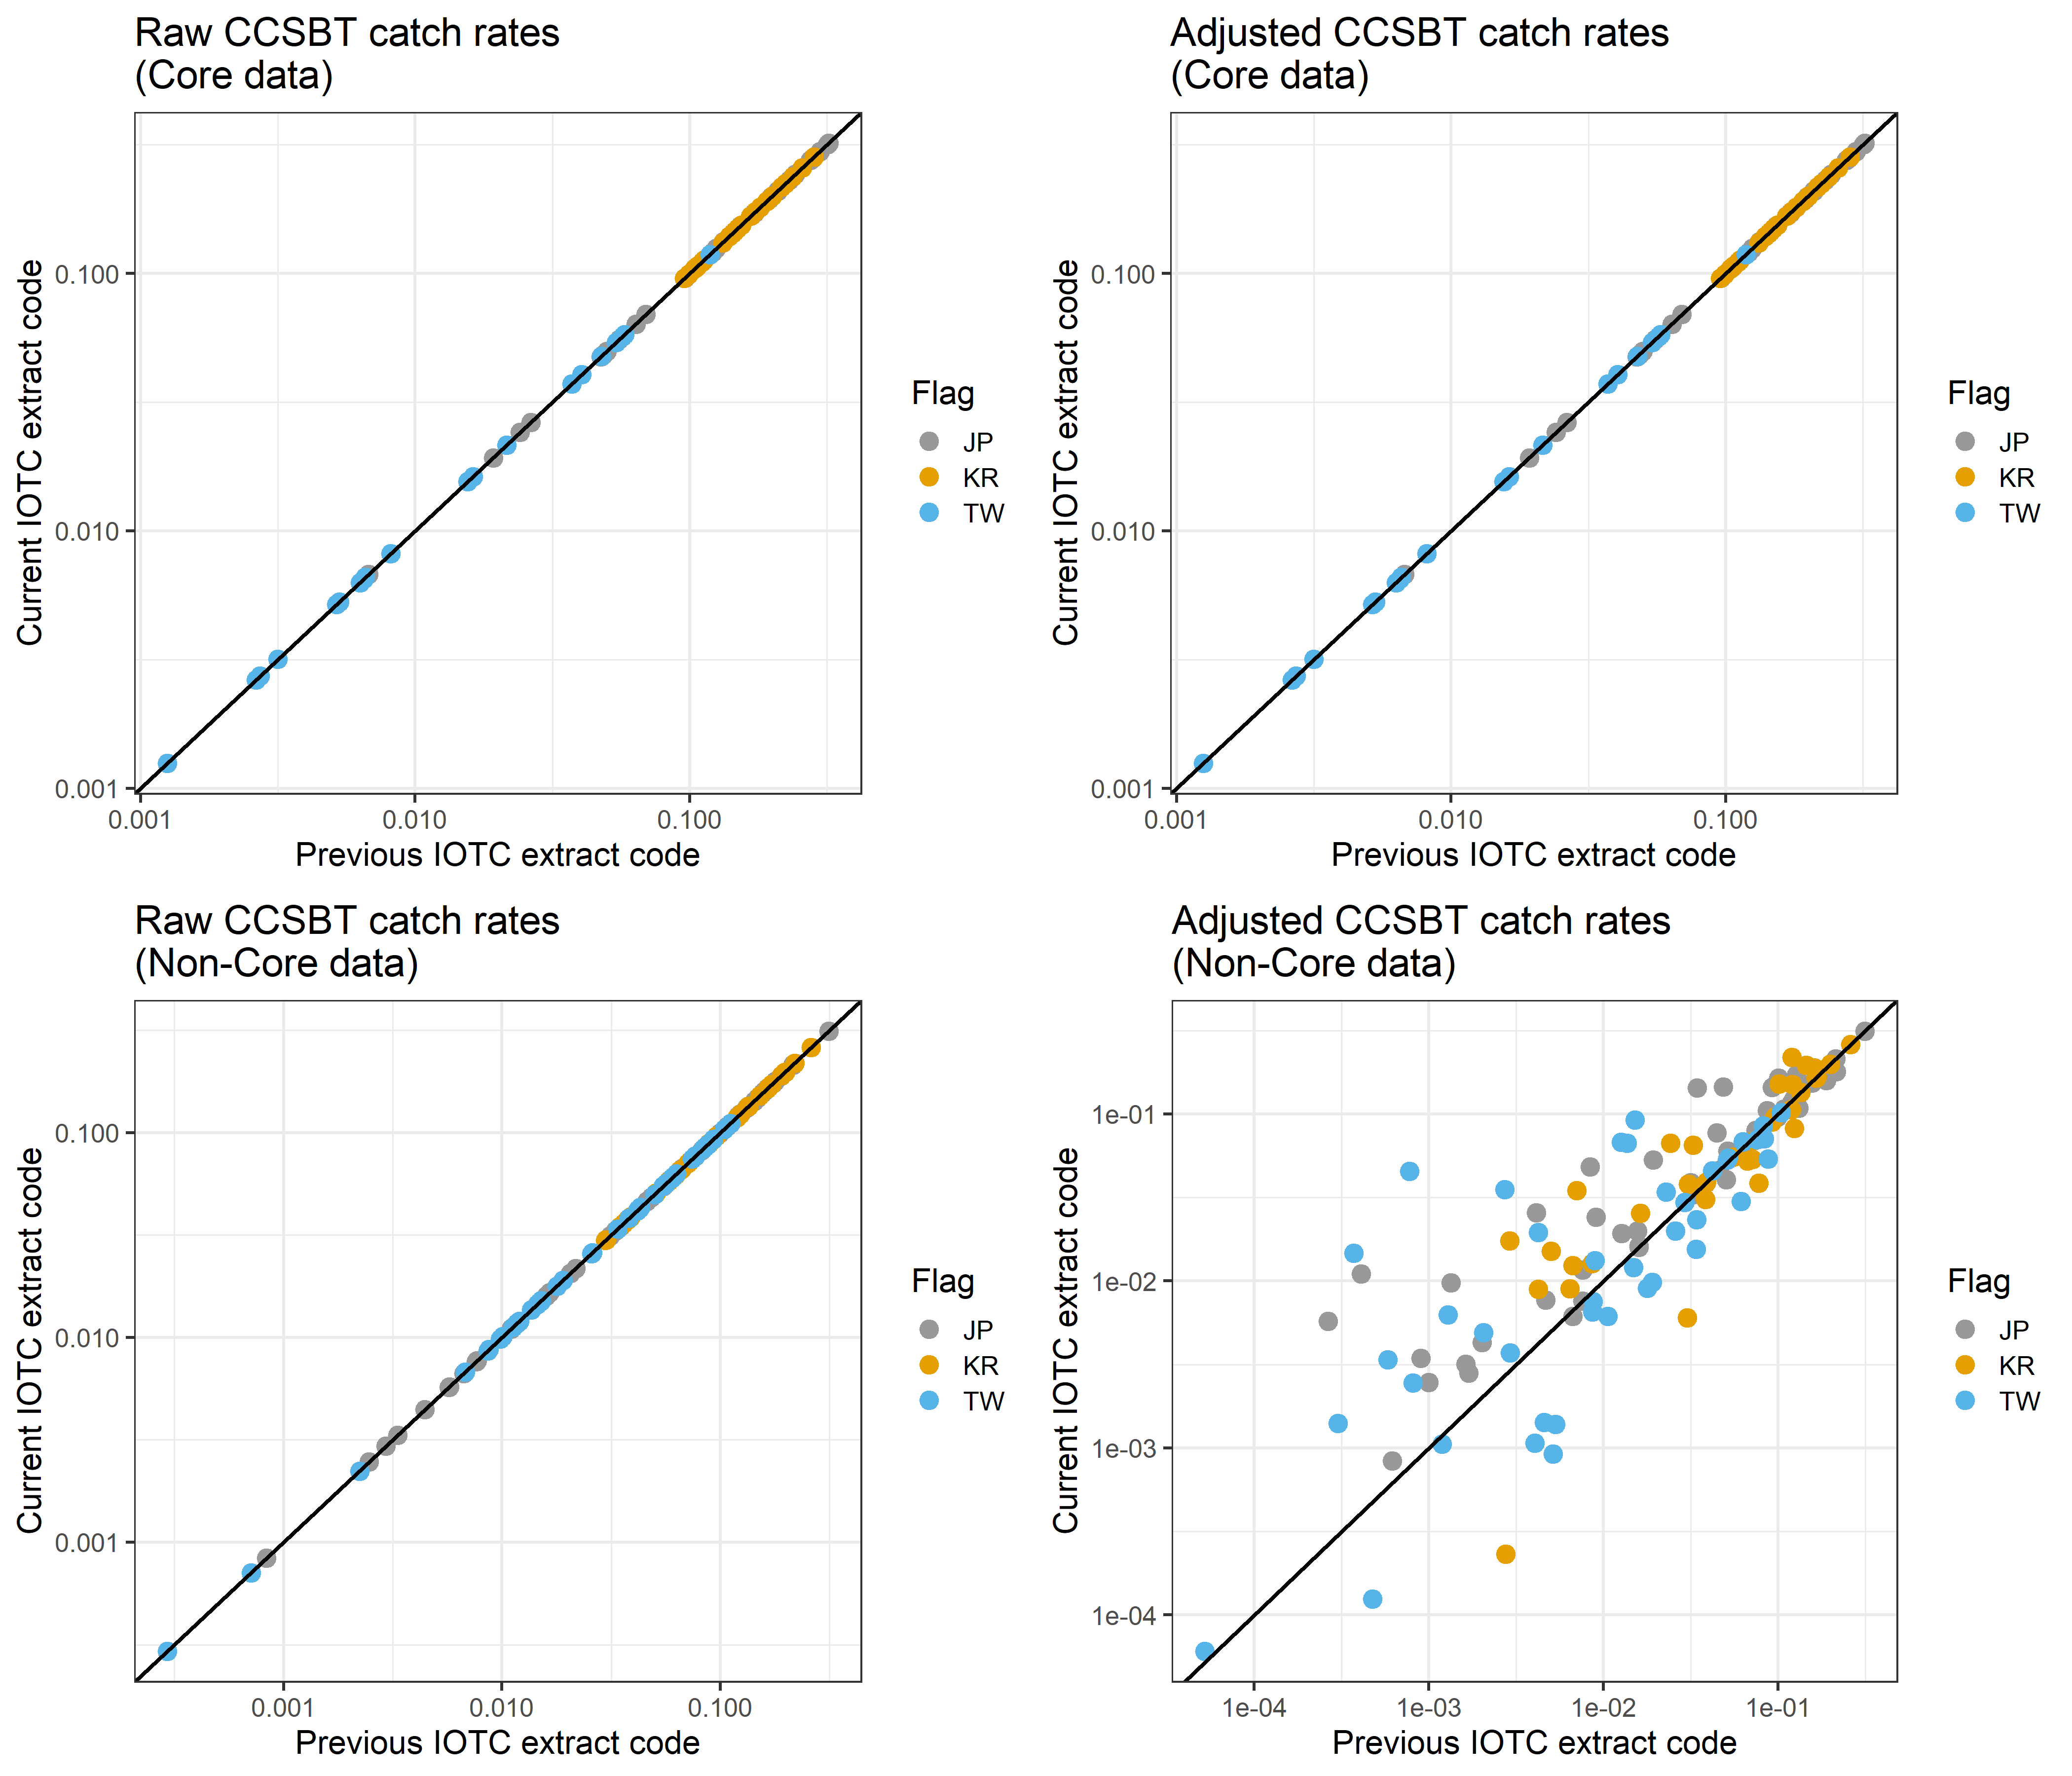 Raw CCSBT catch rates
(Core data)
Current IOTC extract code
0.100
0.010
0.001
0.001 0.010 0.100
Previous IOTC extract code
Flag
JP
KR
TW
Adjusted CCSBT catch rates
(Core data)
Current IOTC extract code
0.100
0.010
0.001
0.001 0.010 0.100
Previous IOTC extract code
Flag
JP
KR
TW
Raw CCSBT catch rates
(Non-Core data)
Current IOTC extract code
0.100
0.010
0.001
0.001 0.010 0.100
Previous IOTC extract code
Flag
JP
KR
TW
Adjusted CCSBT catch rates
(Non-Core data)
Current IOTC extract code
1e-01
1e-02
1e-03
1e-04
1e-04 1e-03 1e-02 1e-01
Previous IOTC extract code
Flag
JP
KR
TW